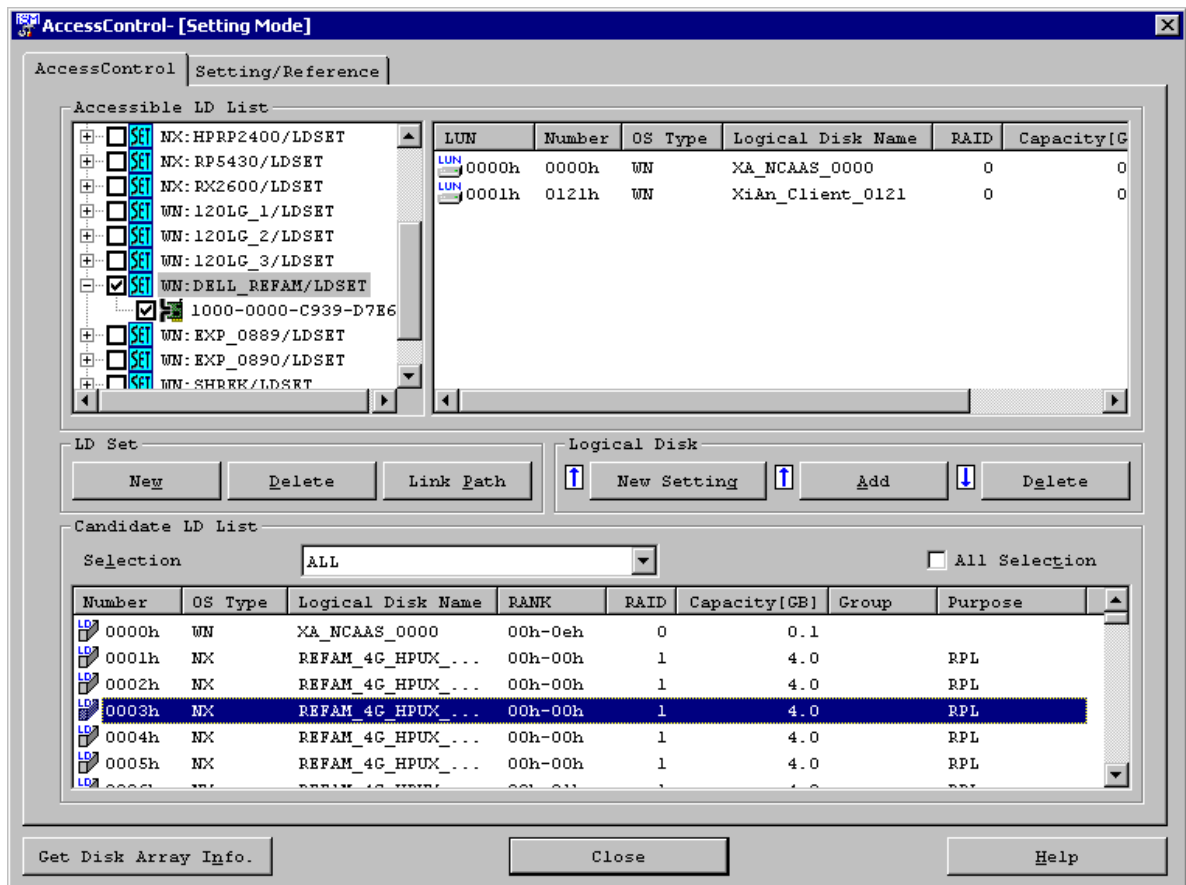 AccessControl- [Setting Mode]
AccessControl Setting/Reference
Accessible LD List
NX:HPRP2400/LDSET
NX:RP5430/LDSET
NX:RX2600/LDSET
WN:120LG_1/LDSET
WN:120LG_2/LDSET
WN:120LG_3/LDSET
WN:DELL_REFAM/LDSET
1000-0000-C939-D7E6
WN:EXP_0889/LDSET
WN:EXP_0890/LDSET
WN:SHREK/LDSET
LUN Number OS Type Logical Disk Name RAID Capacity[G
0000h 0000h WN XA_NCAAS_0000 0 0
0001h 0121h WN XiAn_Client_0121 0 0
LD Set
New Delete Link Path
Logical Disk
New Setting Add Delete
Candidate LD List
Selection ALL All Selection
Number OS Type Logical Disk Name RANK RAID Capacity[GB] Group Purpose
0000h WN XA_NCAAS_0000 00h-0eh 0 0.1
0001h NX REFAM_4G_HPUX_... 00h-00h 1 4.0 RPL
0002h NX REFAM_4G_HPUX_... 00h-00h 1 4.0 RPL
0003h NX REFAM_4G_HPUX_... 00h-00h 1 4.0 RPL
0004h NX REFAM_4G_HPUX_... 00h-00h 1 4.0 RPL
0005h NX REFAM_4G_HPUX_... 00h-00h 1 4.0 RPL
Get Disk Array Info. Close Help